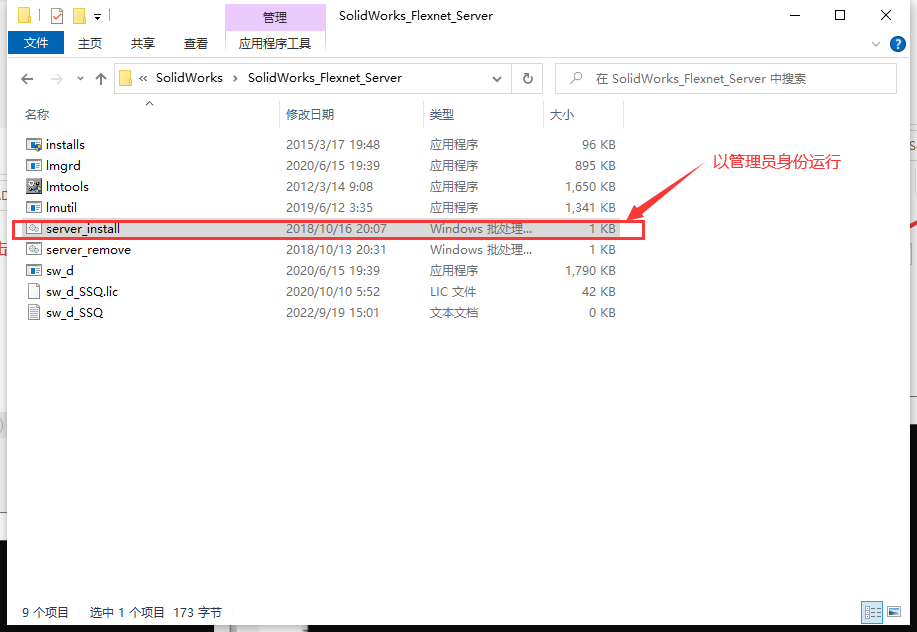 管理
SolidWorks_Flexnet_Server
文件
主页
共享
查看
应用程序工具
?
« SolidWorks › SolidWorks_Flexnet_Server
在 SolidWorks_Flexnet_Server 中搜索
名称 修改日期 类型 大小
installs 2015/3/17 19:48 应用程序 96 KB
lmgrd 2020/6/15 19:39 应用程序 895 KB
lmtools 2012/3/14 9:08 应用程序 1,650 KB
lmutil 2019/6/12 3:35 应用程序 1,341 KB
server_install 2018/10/16 20:07 Windows 批处理... 1 KB
server_remove 2018/10/13 20:31 Windows 批处理... 1 KB
sw_d 2020/6/15 19:39 应用程序 1,790 KB
sw_d_SSQ.lic 2020/10/10 5:52 LIC 文件 42 KB
sw_d_SSQ 2022/9/19 15:01 文本文档 0 KB
以管理员身份运行
9 个项目 选中 1 个项目 173 字节